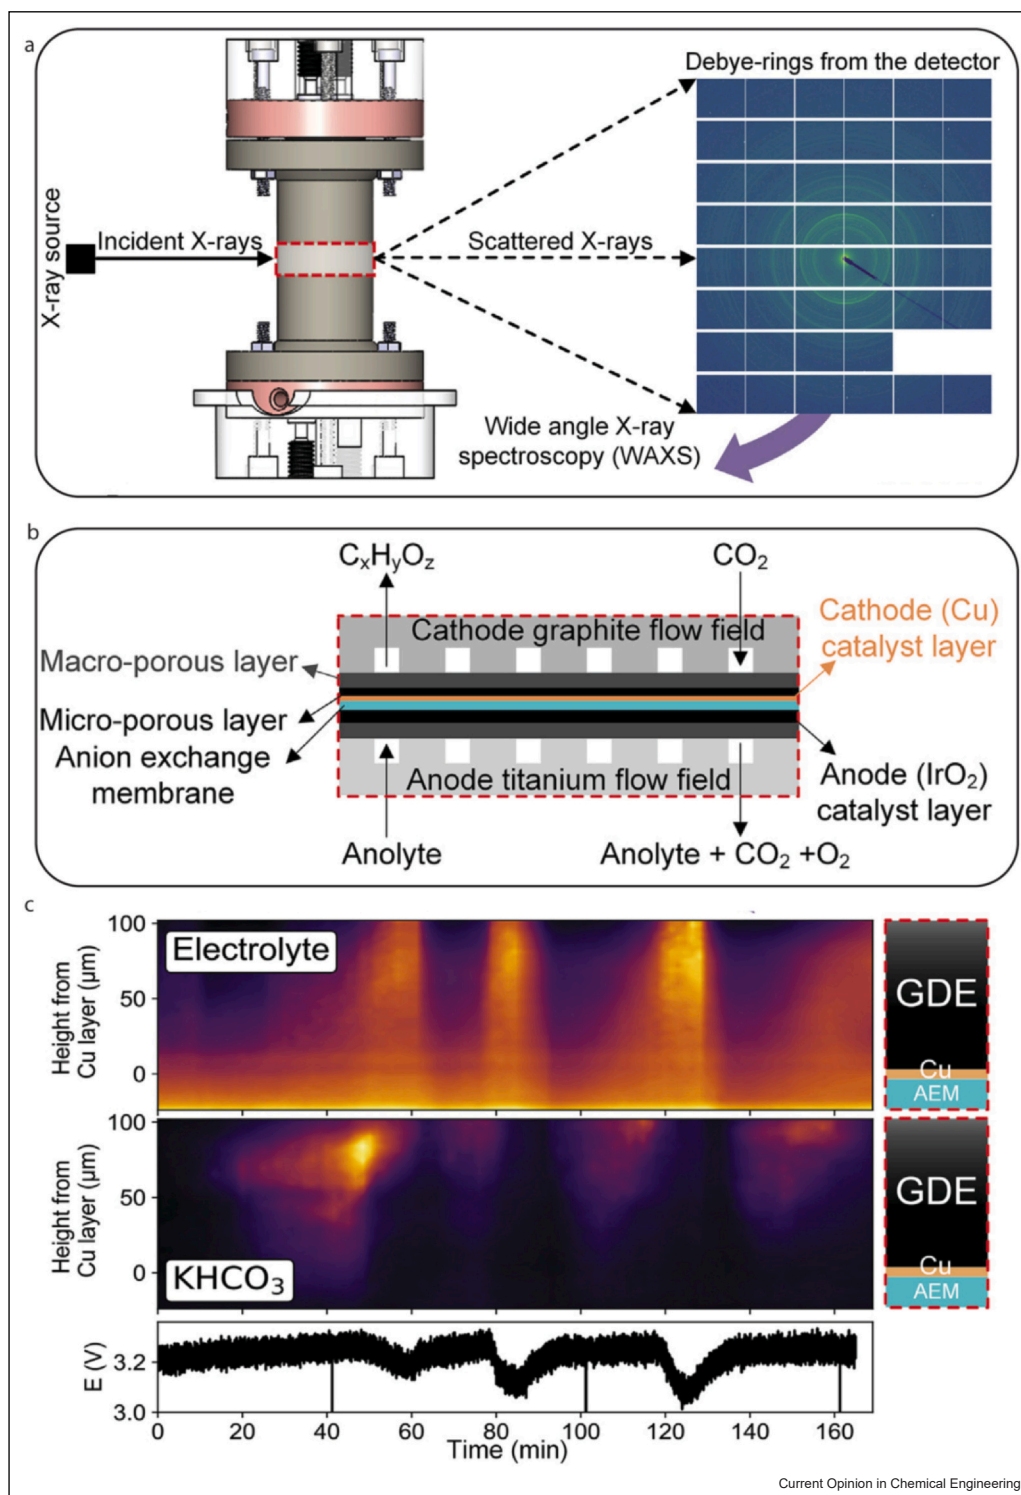 a
Debye-rings from the detector
X-ray source
Incident X-rays
Scattered X-rays
Wide angle X-ray
spectroscopy (WAXS)
b
CₓHᵧO_z
CO₂
Cathode graphite flow field
Cathode (Cu)
catalyst layer
Macro-porous layer
Micro-porous layer
Anion exchange
membrane
Anode titanium flow field
Anode (IrO₂)
catalyst layer
Anolyte
Anolyte + CO₂ +O₂
c
Height from
Cu layer (µm)
100
50
0
Electrolyte
GDE
Cu
AEM
Height from
Cu layer (µm)
100
50
0
KHCO₃
GDE
Cu
AEM
E (V)
3.2
3.0
0 20 40 60 80 100 120 140 160
Time (min)
Current Opinion in Chemical Engineering